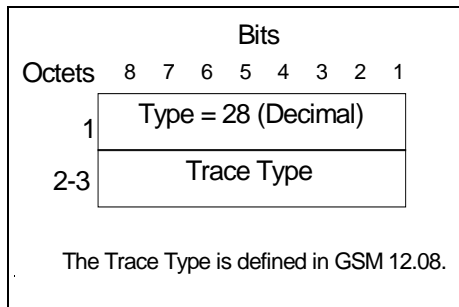 Bits
Octets 8 7 6 5 4 3 2 1
1 Type = 28 (Decimal)
2-3 Trace Type
The Trace Type is defined in GSM 12.08.